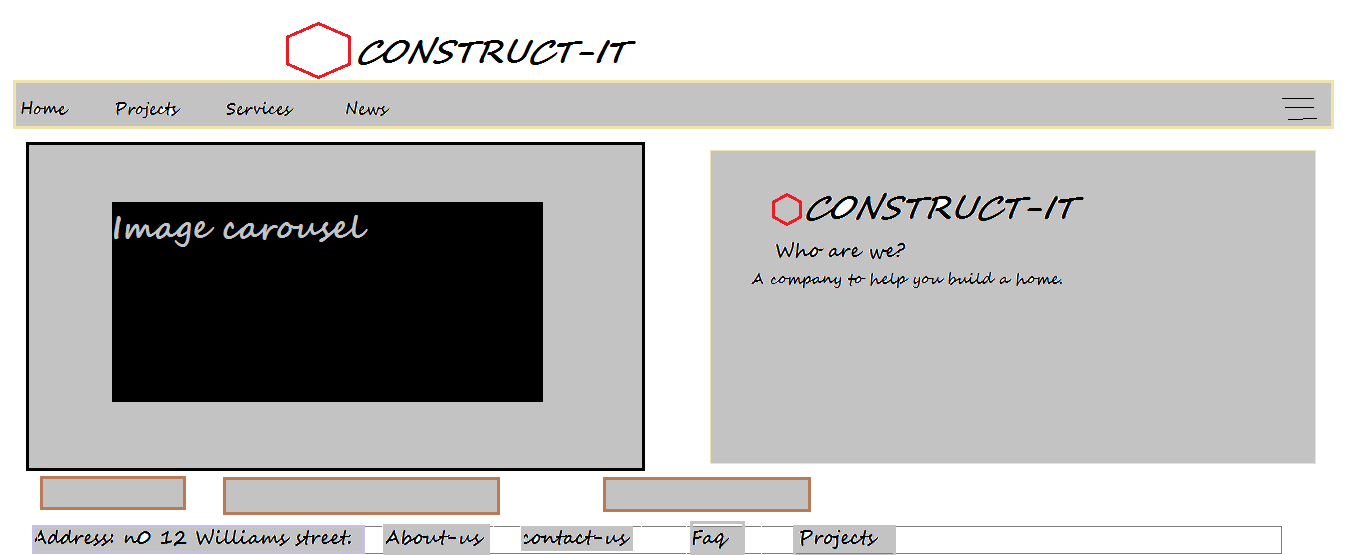 CONSTRUCT-IT
Home Projects Services News
Image carousel
CONSTRUCT-IT
Who are we?
A company to help you build a home.
Address: nO 12 Williams street. About-us contact-us Faq Projects